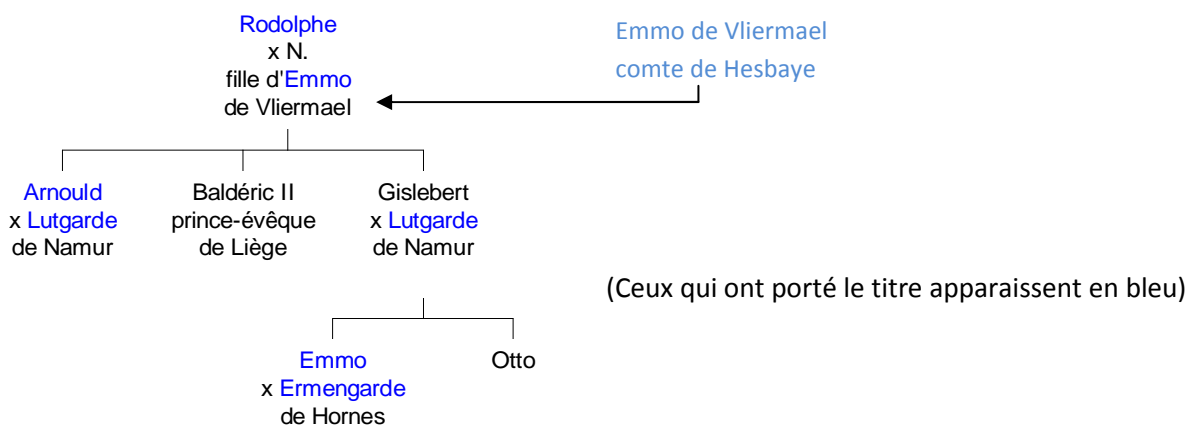 Rodolphe
x N.
fille d'Emmo
de Vliermael
Emmo de Vliermael
comte de Hesbaye
Arnould
x Lutgarde
de Namur
Baldéric II
prince-évêque
de Liège
Gislebert
x Lutgarde
de Namur
(Ceux qui ont porté le titre apparaissent en bleu)
Emmo
x Ermengarde
de Hornes
Otto